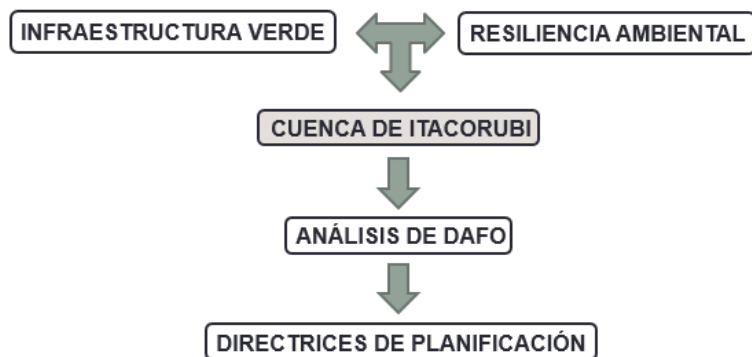 INFRAESTRUCTURA VERDE
RESILIENCIA AMBIENTAL
CUENCA DE ITACORUBI
ANÁLISIS DE DAFO
DIRECTRICES DE PLANIFICACIÓN